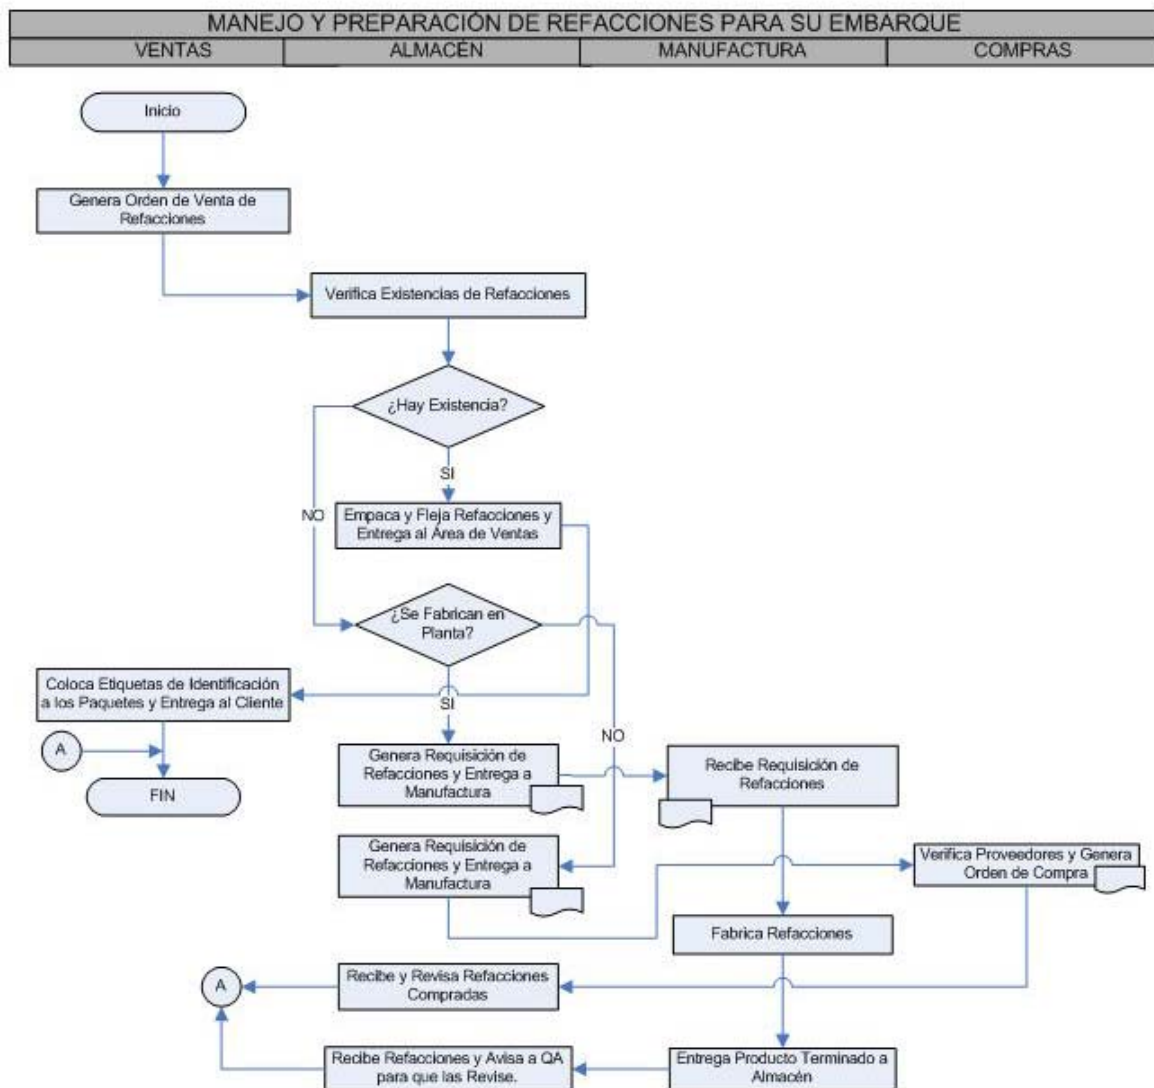 MANEJO Y PREPARACIÓN DE REFACCIONES PARA SU EMBARQUE
VENTAS
ALMACÉN
MANUFACTURA
COMPRAS
Inicio
Genera Orden de Venta de
Refacciones
Verifica Existencias de Refacciones
¿Hay Existencia?
SI
NO
Empaca y Fleja Refacciones y
Entrega al Área de Ventas
¿Se Fabrican en
Planta?
Coloca Etiquetas de Identificación
a los Paquetes y Entrega al Cliente
SI
NO
A
FIN
Genera Requisición de
Refacciones y Entrega a
Manufactura
Recibe Requisición de
Refacciones
Genera Requisición de
Refacciones y Entrega a
Manufactura
Verifica Proveedores y Genera
Orden de Compra
Fabrica Refacciones
A
Recibe y Revisa Refacciones
Compradas
Recibe Refacciones y Avisa a QA
para que las Revise.
Entrega Producto Terminado a
Almacén